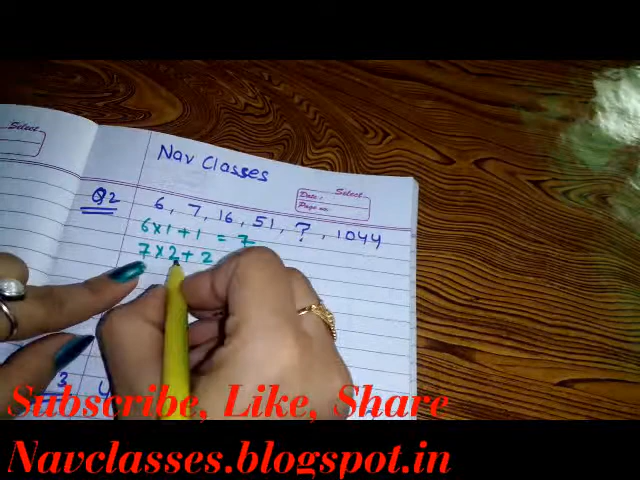 Select
Nav Classes
Select
Date :
Page no
Q2
6, 7, 16, 51, ?, 1044
6×1+1 = 7
7×2+2
3
Subscribe, Like, Share
Navclasses.blogspot.in